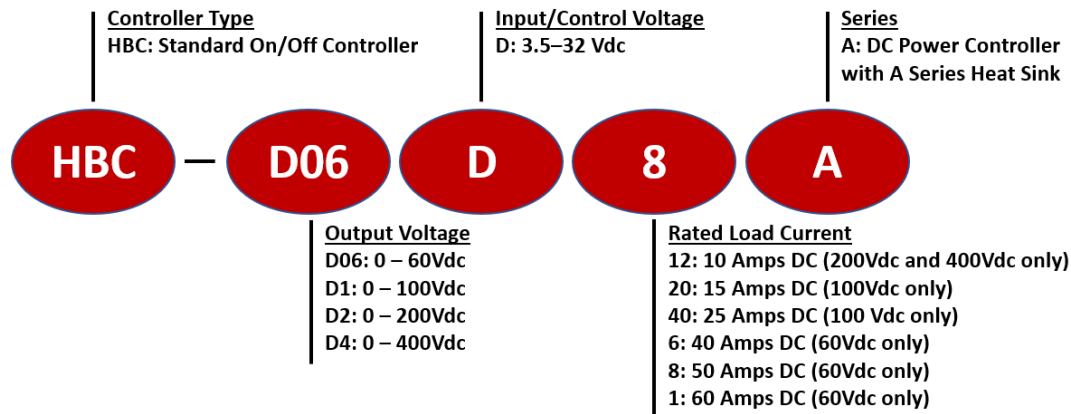 Controller Type
HBC: Standard On/Off Controller
Input/Control Voltage
D: 3.5–32 Vdc
Series
A: DC Power Controller
with A Series Heat Sink
HBC – D06 D 8 A
Output Voltage
D06: 0 – 60Vdc
D1: 0 – 100Vdc
D2: 0 – 200Vdc
D4: 0 – 400Vdc
Rated Load Current
12: 10 Amps DC (200Vdc and 400Vdc only)
20: 15 Amps DC (100Vdc only)
40: 25 Amps DC (100 Vdc only)
6: 40 Amps DC (60Vdc only)
8: 50 Amps DC (60Vdc only)
1: 60 Amps DC (60Vdc only)